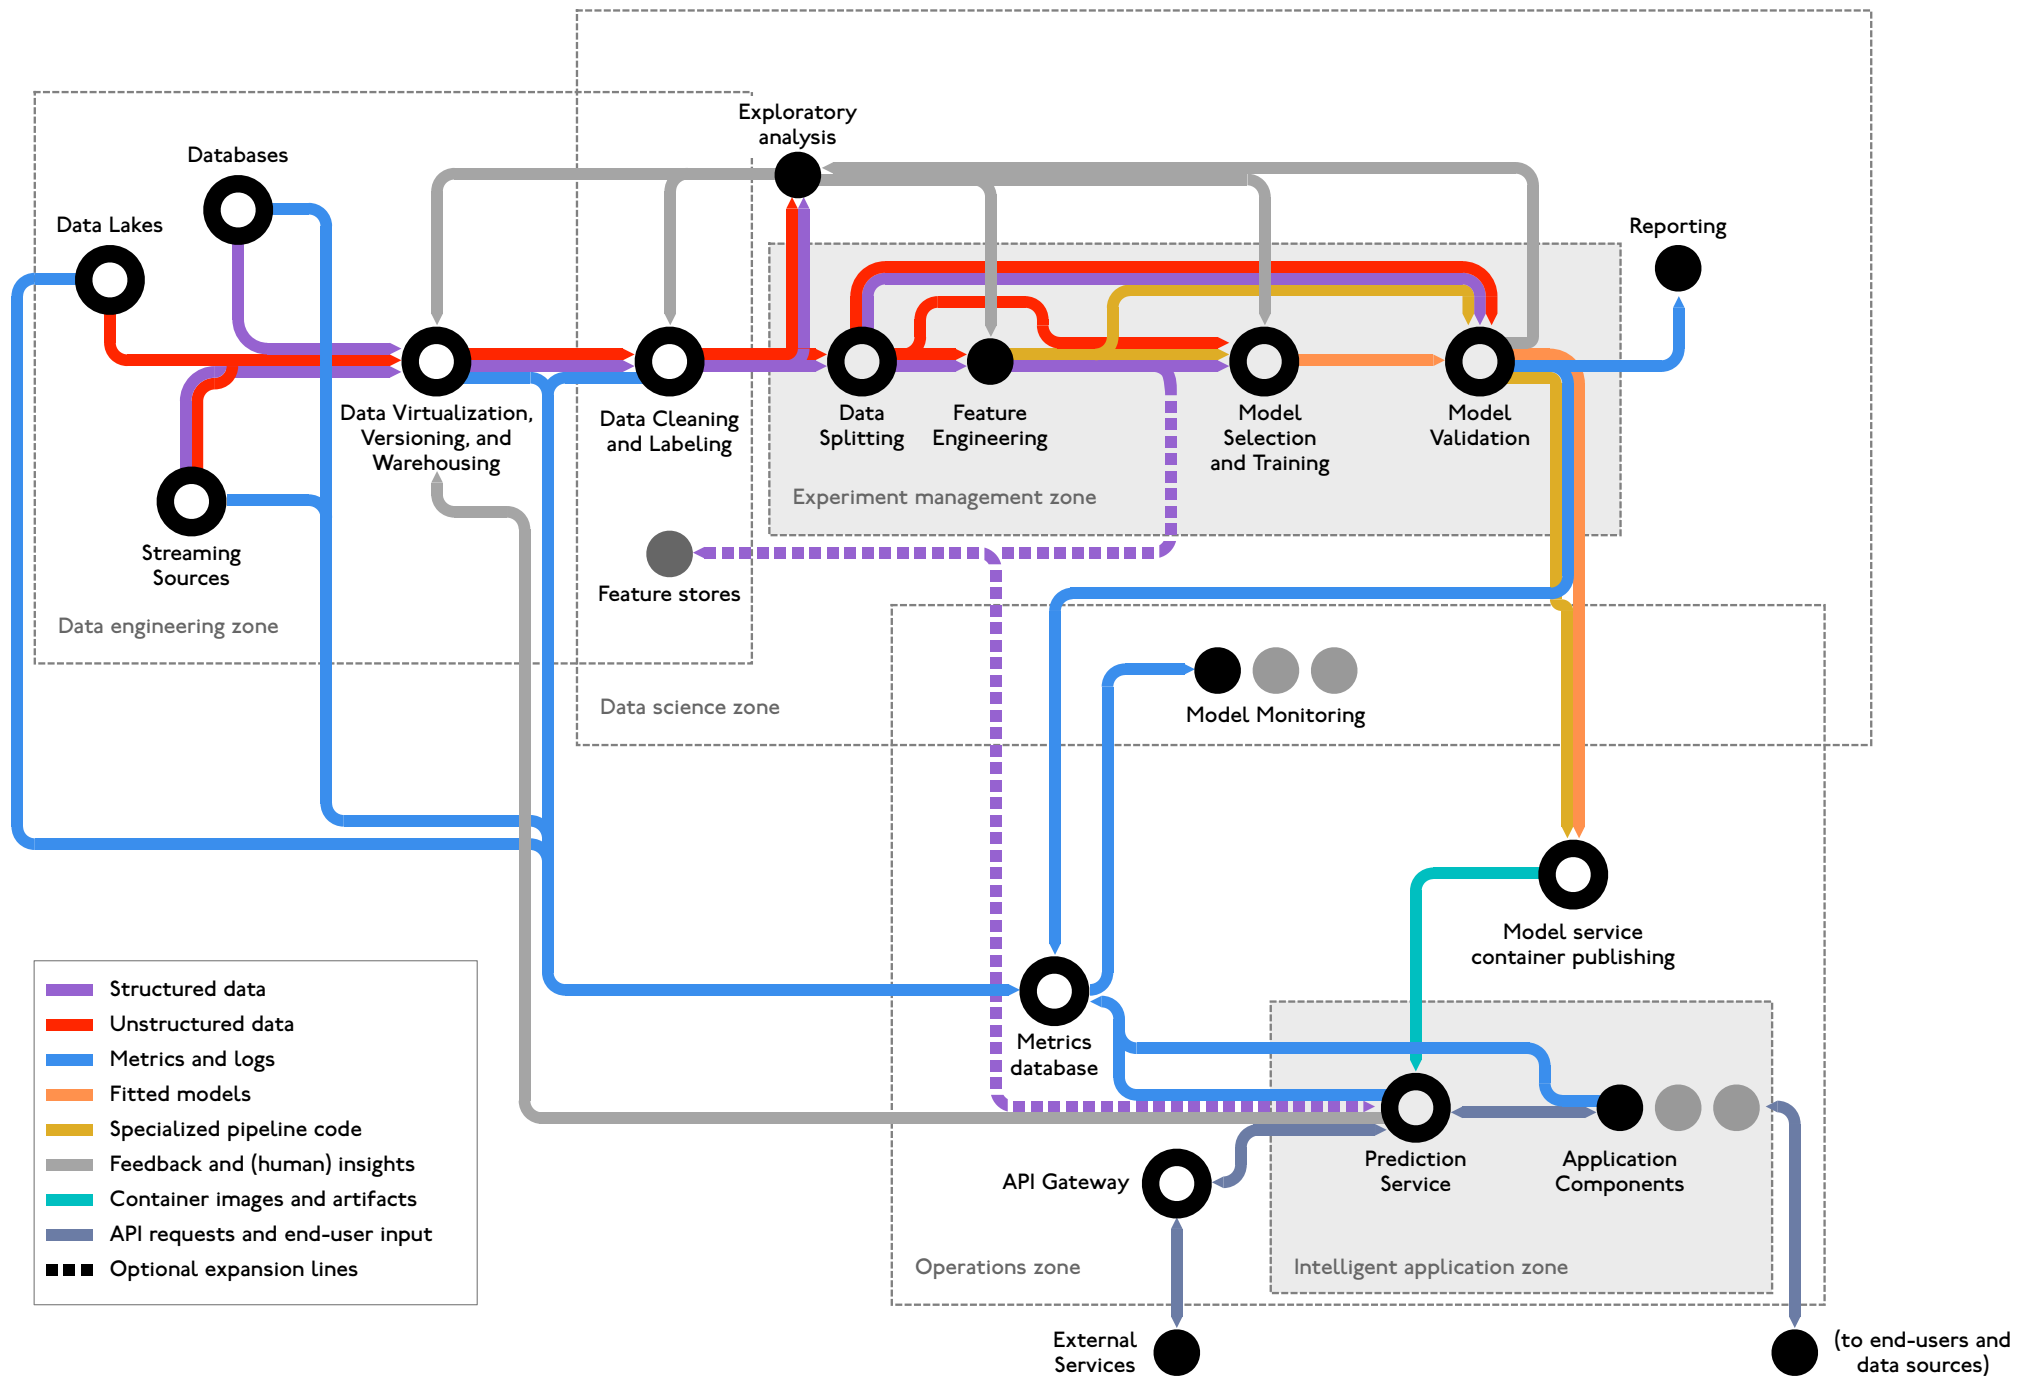 Exploratory
analysis
Databases
Data Lakes
Reporting
Data Virtualization,
Versioning, and
Warehousing
Data Cleaning
and Labeling
Data
Splitting
Feature
Engineering
Model
Selection
and Training
Model
Validation
Experiment management zone
Streaming
Sources
Feature stores
Data engineering zone
Data science zone
Model Monitoring
Model service
container publishing
Metrics
database
Prediction
Service
Application
Components
API Gateway
Operations zone
Intelligent application zone
External
Services
(to end-users and
data sources)
Structured data
Unstructured data
Metrics and logs
Fitted models
Specialized pipeline code
Feedback and (human) insights
Container images and artifacts
API requests and end-user input
Optional expansion lines